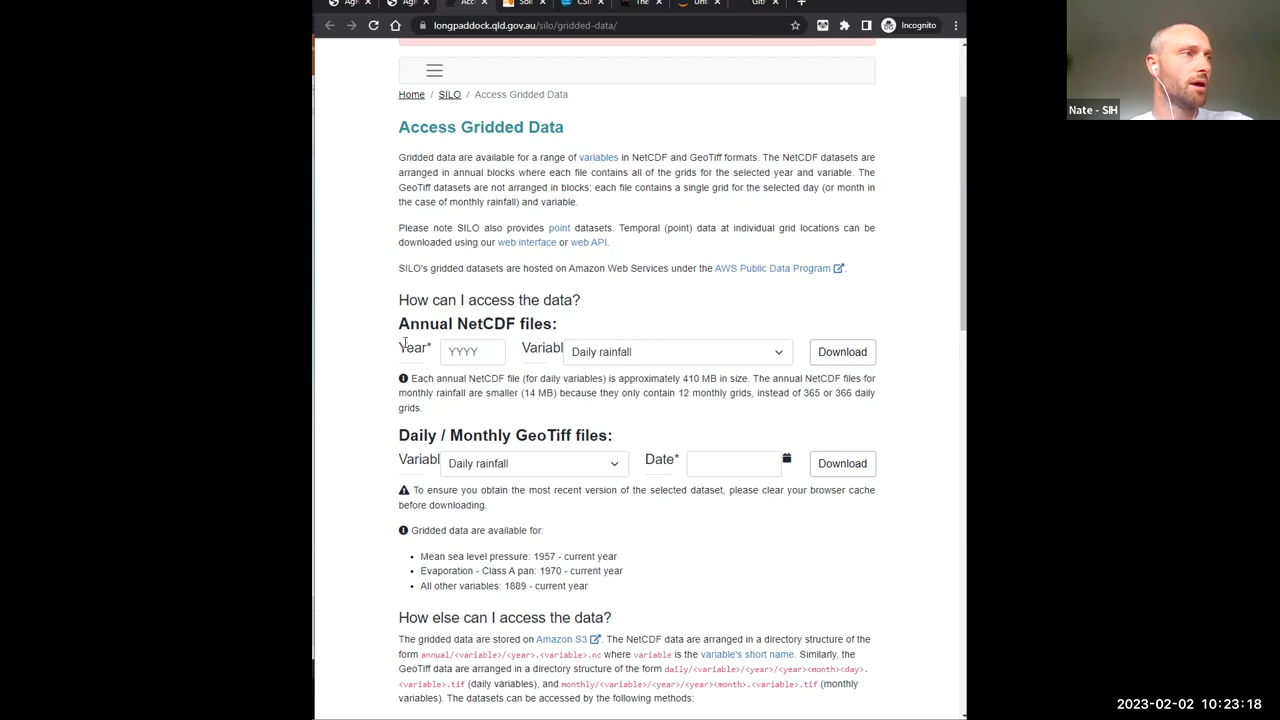 Soil
The
longpaddock.qld.gov.au/silo/gridded-data/
Incognito
Home / SILO / Access Gridded Data
Access Gridded Data
Gridded data are available for a range of variables in NetCDF and GeoTiff formats. The NetCDF datasets are
arranged in annual blocks where each file contains all of the grids for the selected year and variable. The
GeoTiff datasets are not arranged in blocks; each file contains a single grid for the selected day (or month in
the case of monthly rainfall) and variable.
Please note SILO also provides point datasets. Temporal (point) data at individual grid locations can be
downloaded using our web interface or web API.
SILO's gridded datasets are hosted on Amazon Web Services under the AWS Public Data Program.
How can I access the data?
Annual NetCDF files:
Year* YYYY Variabl Daily rainfall Download
Each annual NetCDF file (for daily variables) is approximately 410 MB in size. The annual NetCDF files for
monthly rainfall are smaller (14 MB) because they only contain 12 monthly grids, instead of 365 or 366 daily
grids.
Daily / Monthly GeoTiff files:
Variabl Daily rainfall Date* Download
To ensure you obtain the most recent version of the selected dataset, please clear your browser cache
before downloading.
Gridded data are available for:
• Mean sea level pressure: 1957 - current year
• Evaporation - Class A pan: 1970 - current year
• All other variables: 1889 - current year
How else can I access the data?
The gridded data are stored on Amazon S3. The NetCDF data are arranged in a directory structure of the
form annual/<variable>/<year>.<variable>.nc where variable is the variable's short name. Similarly, the
GeoTiff data are arranged in a directory structure of the form daily/<variable>/<year>/<year><month><day>.
<variable>.tif (daily variables), and monthly/<variable>/<year>/<year><month>.<variable>.tif (monthly
variables). The datasets can be accessed by the following methods:
Nate - SIH
2023-02-02 10:23:18